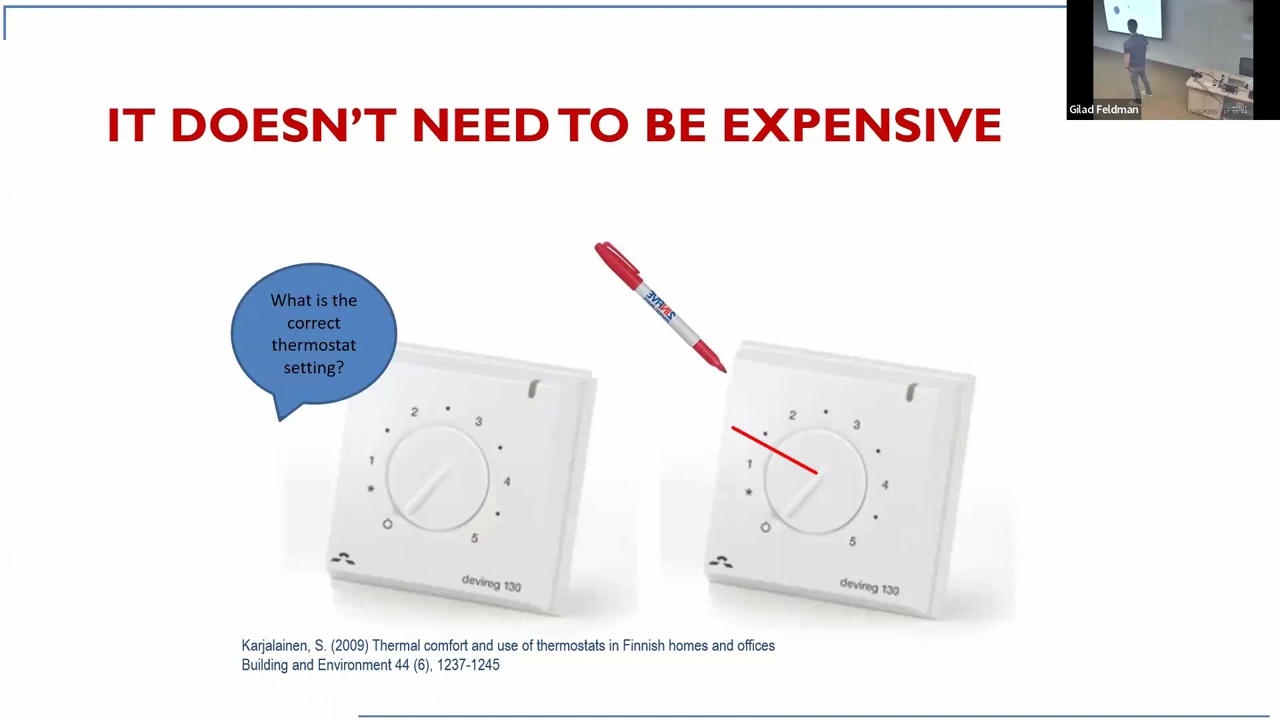 Gilad Feldman
IT DOESN'T NEED TO BE EXPENSIVE
What is the
correct
thermostat
setting?
2
3
1
4
*
5
devireg 130
2
3
1
4
*
5
devireg 130
Karjalainen, S. (2009) Thermal comfort and use of thermostats in Finnish homes and offices
Building and Environment 44 (6), 1237-1245